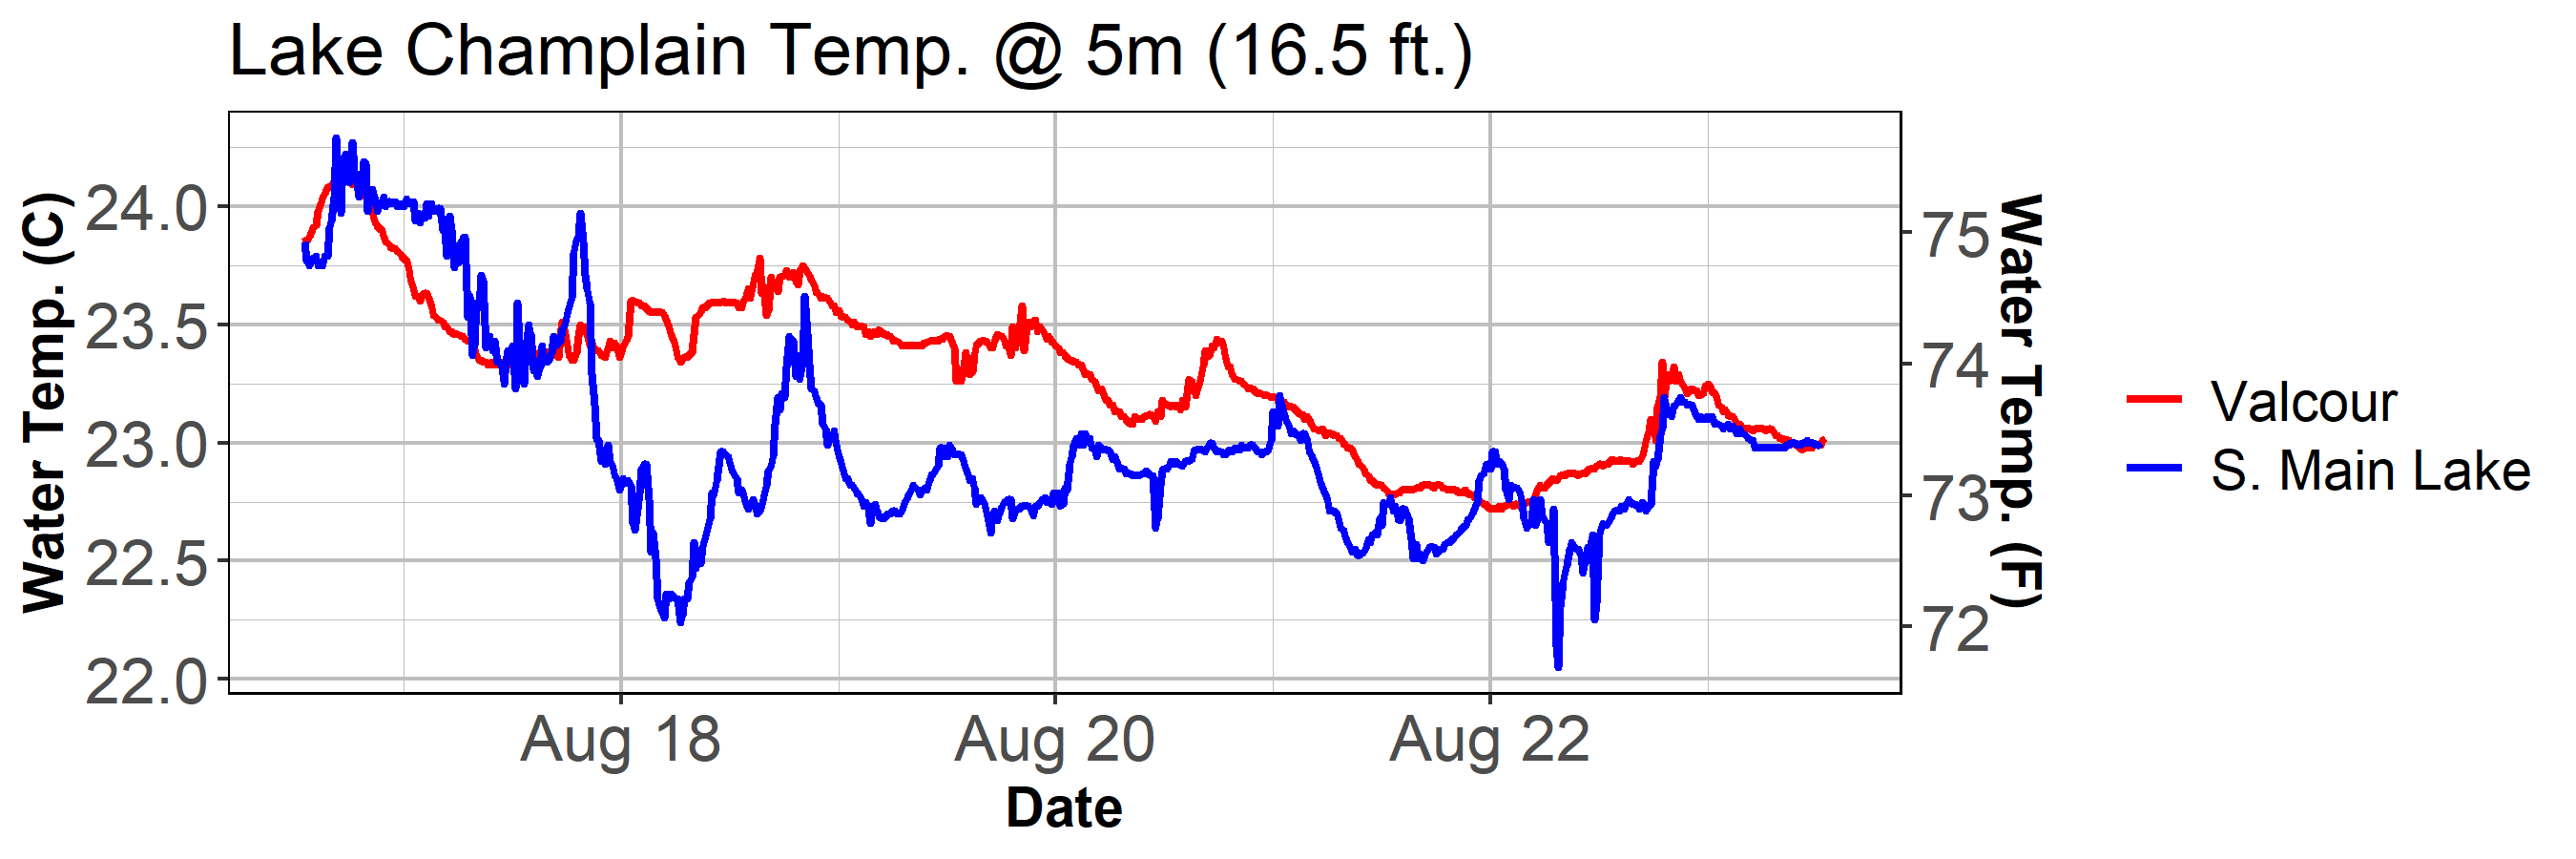 Lake Champlain Temp. @ 5m (16.5 ft.)
Water Temp. (C)
24.0
23.5
23.0
22.5
22.0
75
74
73
72
Water Temp. (F)
Aug 18
Aug 20
Aug 22
Date
Valcour
S. Main Lake